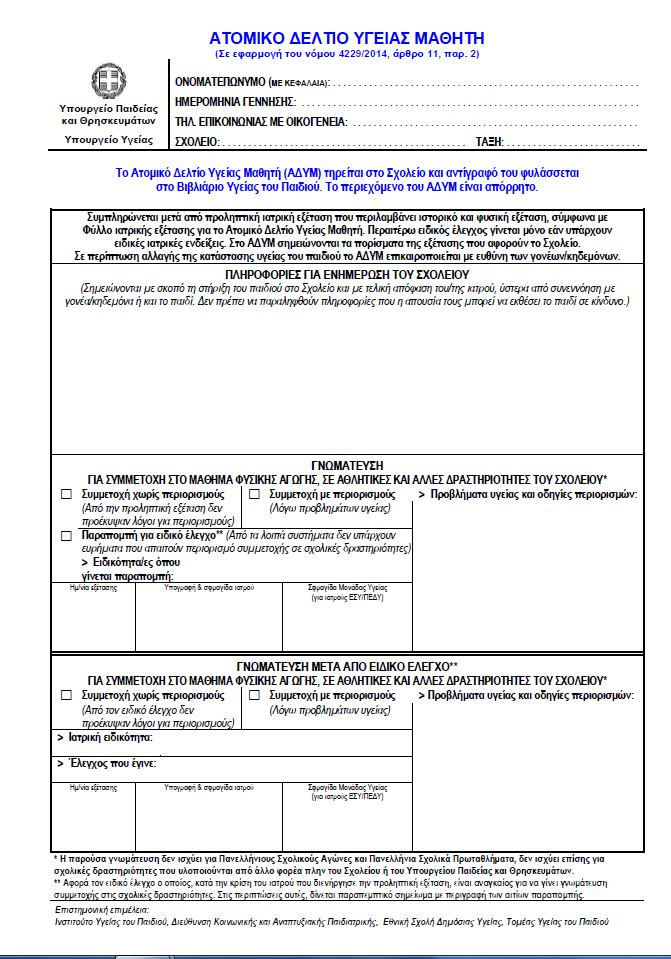 ΑΤΟΜΙΚΟ ΔΕΛΤΙΟ ΥΓΕΙΑΣ ΜΑΘΗΤΗ
(Σε εφαρμογή του νόμου 4229/2014, άρθρο 11, παρ. 2)
Υπουργείο Παιδείας
και Θρησκευμάτων
Υπουργείο Υγείας
ΟΝΟΜΑΤΕΠΩΝΥΜΟ (ΜΕ ΚΕΦΑΛΑΙΑ):
ΗΜΕΡΟΜΗΝΙΑ ΓΕΝΝΗΣΗΣ:
ΤΗΛ. ΕΠΙΚΟΙΝΩΝΙΑΣ ΜΕ ΟΙΚΟΓΕΝΕΙΑ:
ΣΧΟΛΕΙΟ: ΤΑΞΗ:
Το Ατομικό Δελτίο Υγείας Μαθητή (ΑΔΥΜ) τηρείται στο Σχολείο και αντίγραφό του φυλάσσεται
στο Βιβλιάριο Υγείας του Παιδιού. Το περιεχόμενο του ΑΔΥΜ είναι απόρρητο.
Συμπληρώνεται μετά από προληπτική ιατρική εξέταση που περιλαμβάνει ιστορικό και φυσική εξέταση, σύμφωνα με
Φύλλο ιατρικής εξέτασης για το Ατομικό Δελτίο Υγείας Μαθητή. Περαιτέρω ειδικός έλεγχος γίνεται μόνο εάν υπάρχουν
ειδικές ιατρικές ενδείξεις. Στο ΑΔΥΜ σημειώνονται τα πορίσματα της εξέτασης που αφορούν το Σχολείο.
Σε περίπτωση αλλαγής της κατάστασης υγείας του παιδιού το ΑΔΥΜ επικαιροποιείται με ευθύνη των γονέων/κηδεμόνων.
ΠΛΗΡΟΦΟΡΙΕΣ ΓΙΑ ΕΝΗΜΕΡΩΣΗ ΤΟΥ ΣΧΟΛΕΙΟΥ
(Σημειώνονται με σκοπό τη στήριξη του παιδιού στο Σχολείο και με τελική απόφαση του/της ιατρού, ύστερα από συνεννόηση με
γονέα/κηδεμόνα ή και το παιδί. Δεν πρέπει να παραληφθούν πληροφορίες που η απουσία τους μπορεί να εκθέσει το παιδί σε κίνδυνο.)
ΓΝΩΜΑΤΕΥΣΗ
ΓΙΑ ΣΥΜΜΕΤΟΧΗ ΣΤΟ ΜΑΘΗΜΑ ΦΥΣΙΚΗΣ ΑΓΩΓΗΣ, ΣΕ ΑΘΛΗΤΙΚΕΣ ΚΑΙ ΑΛΛΕΣ ΔΡΑΣΤΗΡΙΟΤΗΤΕΣ ΤΟΥ ΣΧΟΛΕΙΟΥ*
Συμμετοχή χωρίς περιορισμούς
(Από την προληπτική εξέταση δεν
προέκυψαν λόγοι για περιορισμούς)
Συμμετοχή με περιορισμούς
(Λόγω προβλημάτων υγείας)
> Προβλήματα υγείας και οδηγίες περιορισμών:
Παραπομπή για ειδικό έλεγχο** (Από τα λοιπά συστήματα δεν υπάρχουν
ευρήματα που απαιτούν περιορισμό συμμετοχής σε σχολικές δραστηριότητες)
> Ειδικότητα/ες όπου
γίνεται παραπομπή:
Ημ/νία εξέτασης
Υπογραφή & σφραγίδα ιατρού
Σφραγίδα Μονάδας Υγείας
(για ιατρούς ΕΣΥ/ΠΕΔΥ)
ΓΝΩΜΑΤΕΥΣΗ ΜΕΤΑ ΑΠΟ ΕΙΔΙΚΟ ΕΛΕΓΧΟ**
ΓΙΑ ΣΥΜΜΕΤΟΧΗ ΣΤΟ ΜΑΘΗΜΑ ΦΥΣΙΚΗΣ ΑΓΩΓΗΣ, ΣΕ ΑΘΛΗΤΙΚΕΣ ΚΑΙ ΑΛΛΕΣ ΔΡΑΣΤΗΡΙΟΤΗΤΕΣ ΤΟΥ ΣΧΟΛΕΙΟΥ*
Συμμετοχή χωρίς περιορισμούς
(Από τον ειδικό έλεγχο δεν
προέκυψαν λόγοι για περιορισμούς)
Συμμετοχή με περιορισμούς
(Λόγω προβλημάτων υγείας)
> Προβλήματα υγείας και οδηγίες περιορισμών:
> Ιατρική ειδικότητα:
> Έλεγχος που έγινε:
Ημ/νία εξέτασης
Υπογραφή & σφραγίδα ιατρού
Σφραγίδα Μονάδας Υγείας
(για ιατρούς ΕΣΥ/ΠΕΔΥ)
* Η παρούσα γνωμάτευση δεν ισχύει για Πανελλήνιους Σχολικούς Αγώνες και Πανελλήνια Σχολικά Πρωταθλήματα, δεν ισχύει επίσης για
σχολικές δραστηριότητες που υλοποιούνται από άλλο φορέα πλην του Σχολείου ή του Υπουργείου Παιδείας και Θρησκευμάτων.
** Αφορά τον ειδικό έλεγχο ο οποίος, κατά την κρίση του ιατρού που διενήργησε την προληπτική εξέταση, είναι αναγκαίος για να γίνει γνωμάτευση
συμμετοχής στις σχολικές δραστηριότητες. Στις περιπτώσεις αυτές, δίνεται παραπεμπτικό σημείωμα με περιγραφή των αιτίων παραπομπής.
Επιστημονική επιμέλεια:
Ινστιτούτο Υγείας του Παιδιού, Διεύθυνση Κοινωνικής και Αναπτυξιακής Παιδιατρικής, Εθνική Σχολή Δημόσιας Υγείας, Τομέας Υγείας του Παιδιού